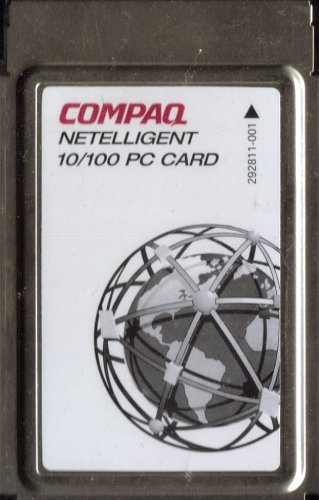 COMPAQ
NETELLIGENT
10/100 PC CARD
292811-001